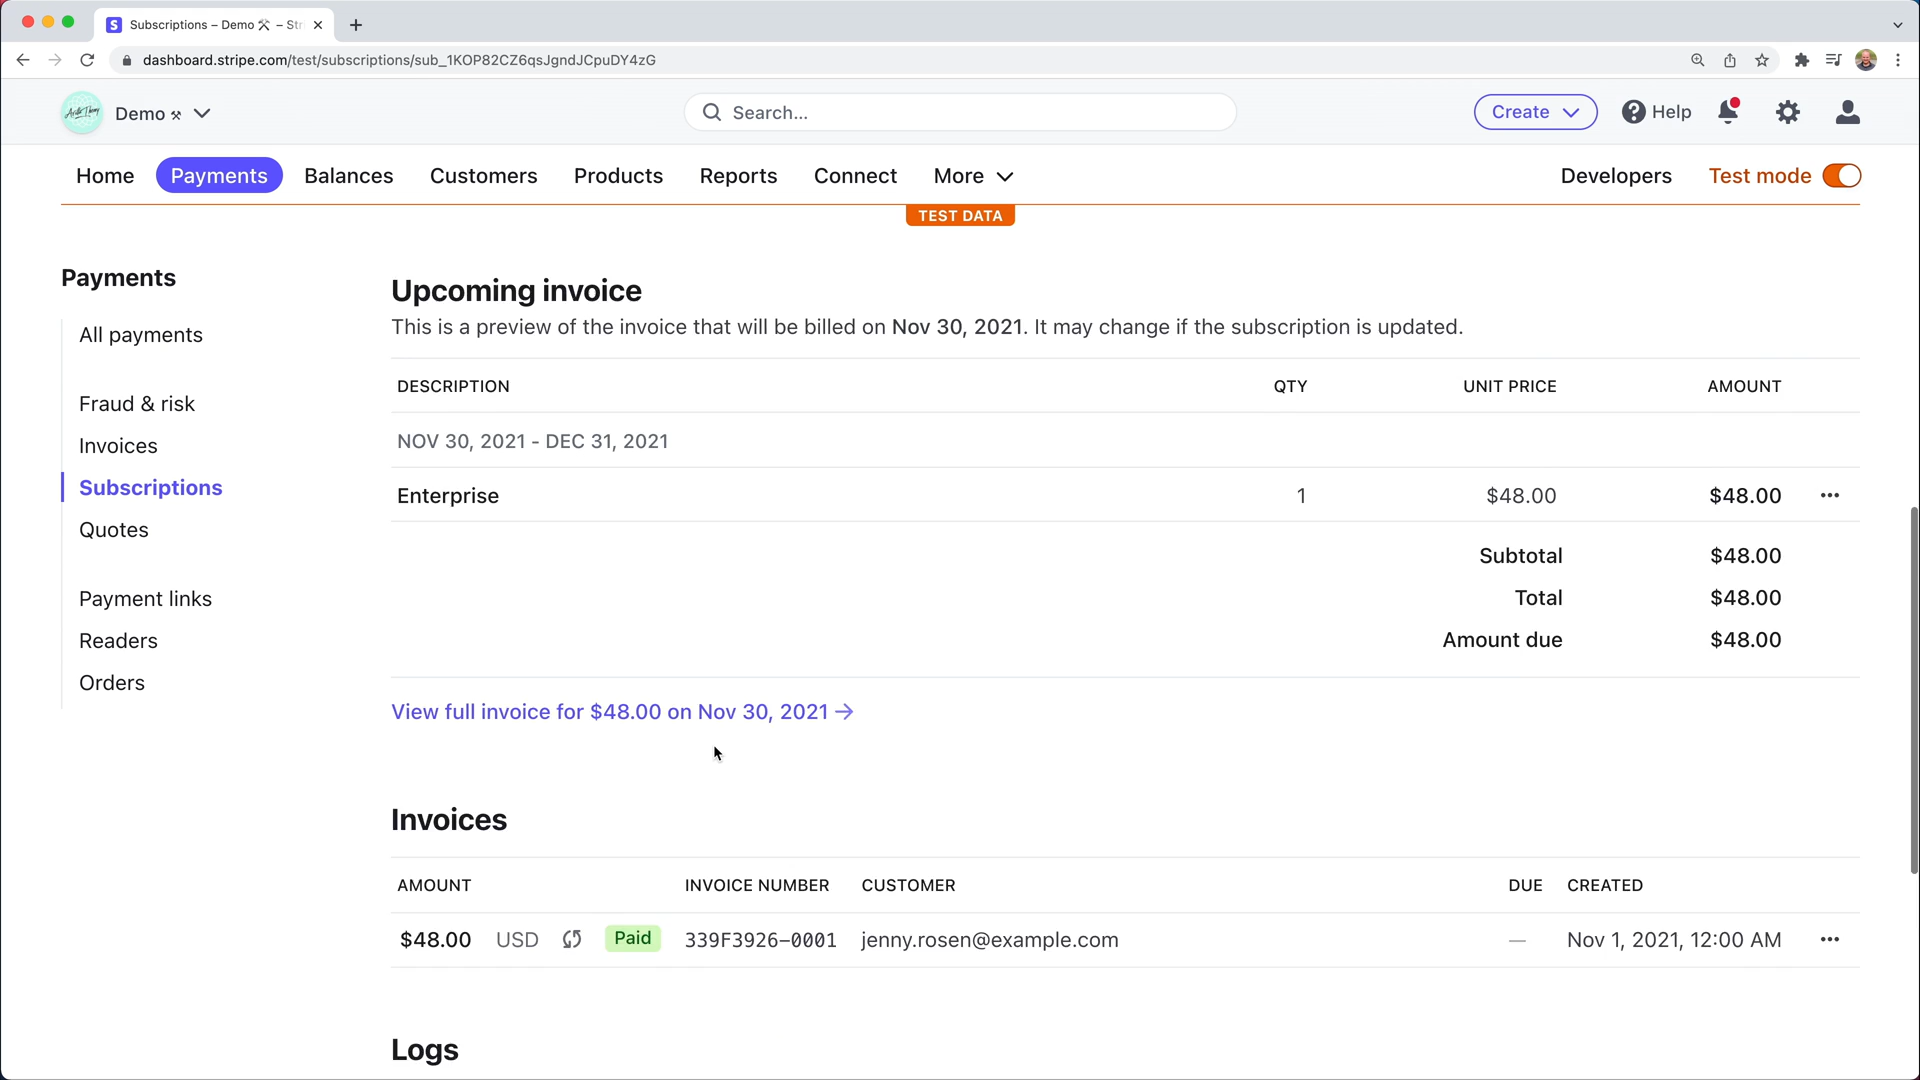 Subscriptions – Demo
dashboard.stripe.com/test/subscriptions/sub_1KOP82CZ6qsJgndJCpuDY4zG
Demo
Search...
Create
Help
Home
Payments
Balances
Customers
Products
Reports
Connect
More
Developers
Test mode
TEST DATA
Payments
All payments
Fraud & risk
Invoices
Subscriptions
Quotes
Payment links
Readers
Orders
Upcoming invoice
This is a preview of the invoice that will be billed on Nov 30, 2021. It may change if the subscription is updated.
DESCRIPTION QTY UNIT PRICE AMOUNT
NOV 30, 2021 - DEC 31, 2021
Enterprise 1 $48.00 $48.00
Subtotal $48.00
Total $48.00
Amount due $48.00
View full invoice for $48.00 on Nov 30, 2021 →
Invoices
AMOUNT INVOICE NUMBER CUSTOMER DUE CREATED
$48.00 USD Paid 339F3926–0001 jenny.rosen@example.com — Nov 1, 2021, 12:00 AM
Logs